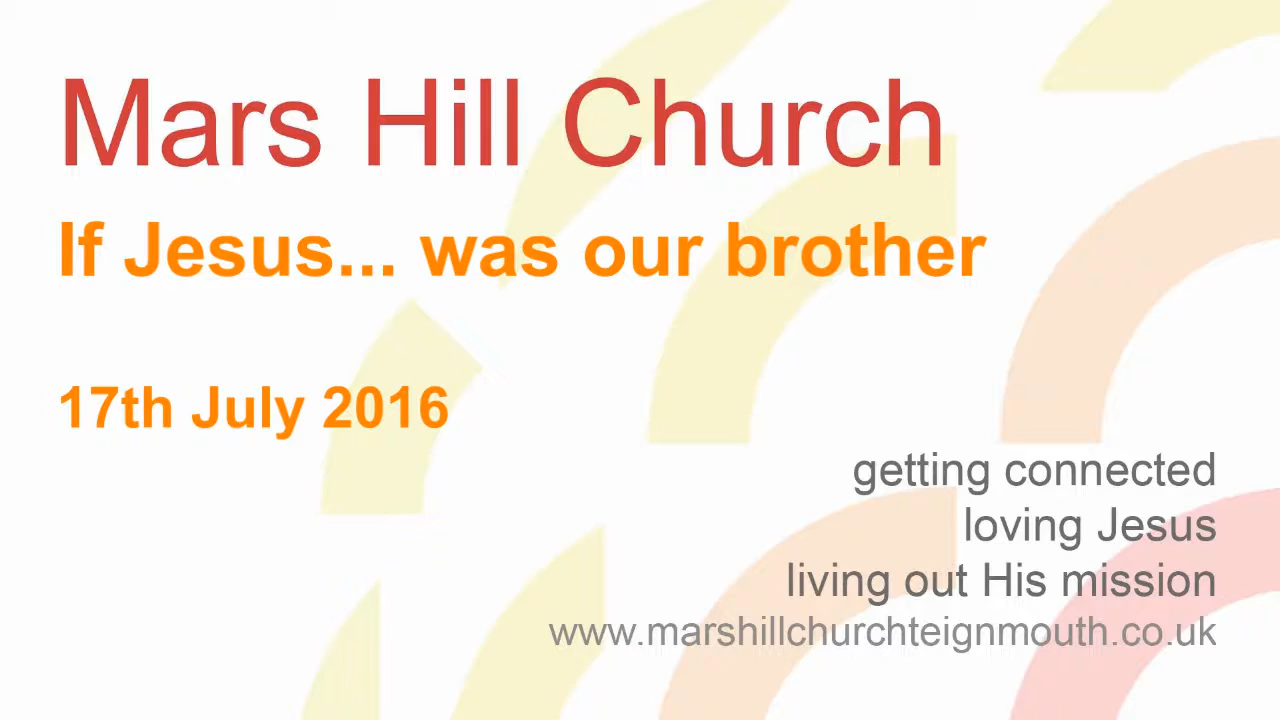 Mars Hill Church
If Jesus... was our brother
17th July 2016
getting connected
loving Jesus
living out His mission
www.marshillchurchteignmouth.co.uk